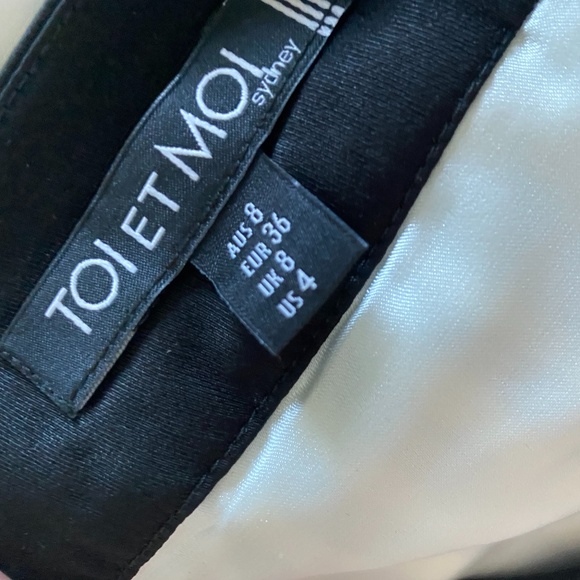 TOI ET MOI
sydney
AUS 8
EUR 36
UK 8
US 4